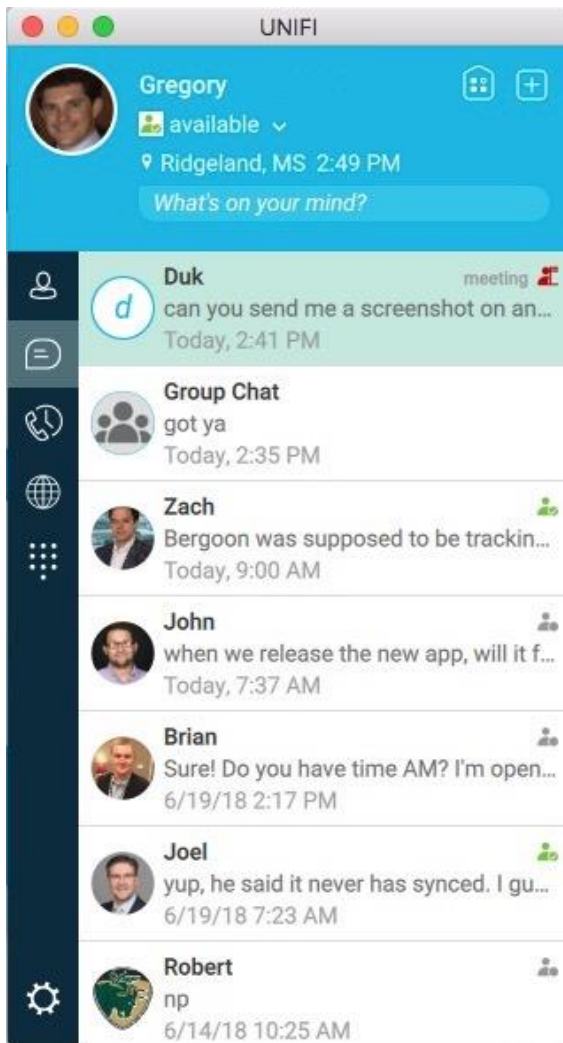 UNIFI
Gregory
available
Ridgeland, MS 2:49 PM
What's on your mind?
d
Duk
meeting
can you send me a screenshot on an...
Today, 2:41 PM
Group Chat
got ya
Today, 2:35 PM
Zach
Bergoon was supposed to be trackin...
Today, 9:00 AM
John
when we release the new app, will it f...
Today, 7:37 AM
Brian
Sure! Do you have time AM? I'm open...
6/19/18 2:17 PM
Joel
yup, he said it never has synced. I gu...
6/19/18 7:23 AM
Robert
np
6/14/18 10:25 AM